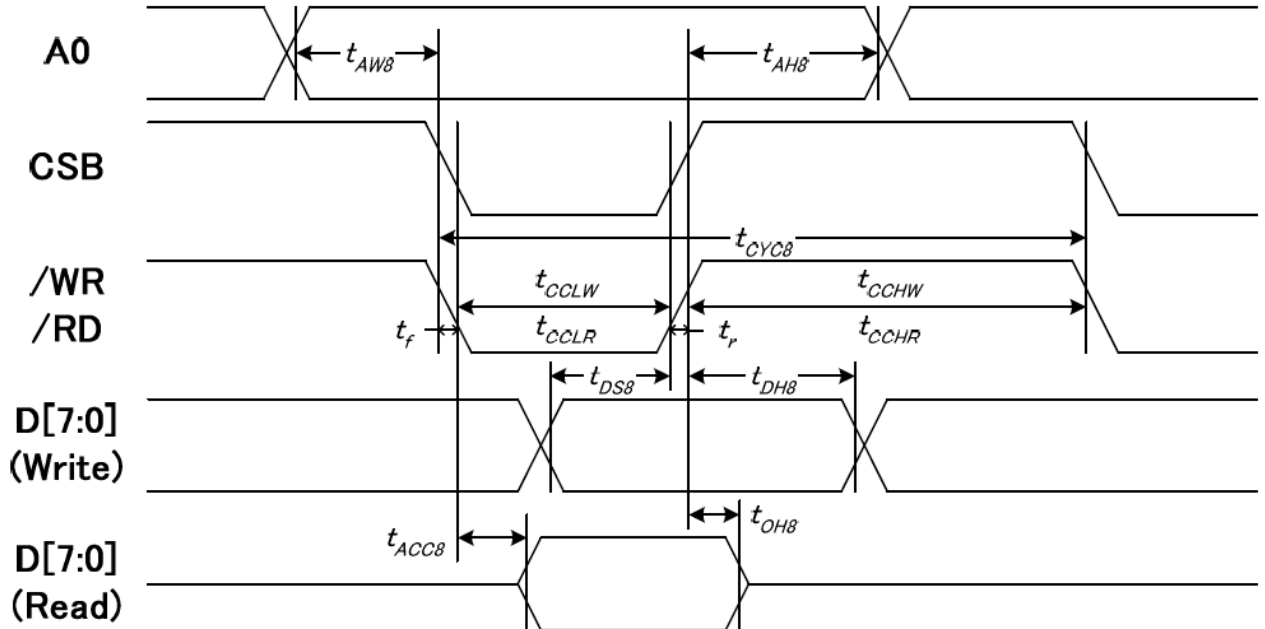 A0
t_AW8
t_AH8
CSB
t_CYC8
/WR
/RD
t_CCLW
t_CCHW
t_f
t_CCLR
t_r
t_CCHR
t_DS8
t_DH8
D[7:0]
(Write)
t_ACC8
t_OH8
D[7:0]
(Read)